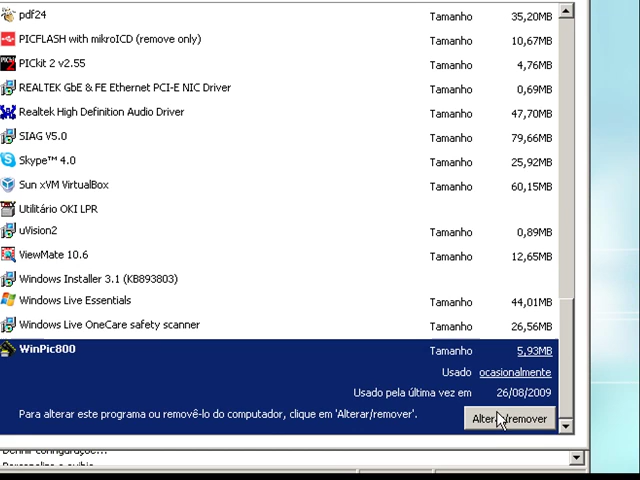 pdf24 Tamanho 35,20MB
PICFLASH with mikroICD (remove only) Tamanho 10,67MB
PICkit 2 v2.55 Tamanho 4,76MB
REALTEK GbE & FE Ethernet PCI-E NIC Driver Tamanho 0,69MB
Realtek High Definition Audio Driver Tamanho 47,70MB
SIAG V5.0 Tamanho 79,66MB
Skype™ 4.0 Tamanho 25,92MB
Sun xVM VirtualBox Tamanho 60,15MB
Utilitário OKI LPR
uVision2 Tamanho 0,89MB
ViewMate 10.6 Tamanho 12,65MB
Windows Installer 3.1 (KB893803)
Windows Live Essentials Tamanho 44,01MB
Windows Live OneCare safety scanner Tamanho 26,56MB
WinPic800 Tamanho 5,93MB
Usado ocasionalmente
Usado pela última vez em 26/08/2009
Para alterar este programa ou removê-lo do computador, clique em 'Alterar/remover'. Alterar/remover